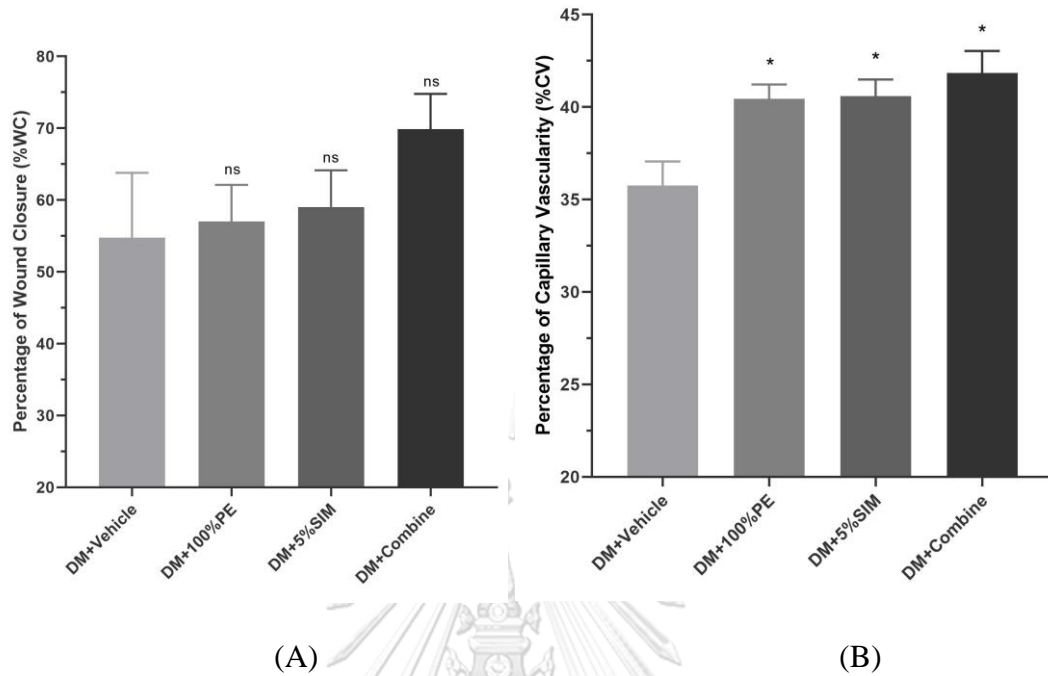 Percentage of Wound Closure (%WC)
80
70
60
50
40
30
20
ns
ns
ns
DM+Vehicle
DM+100%PE
DM+5%SIM
DM+Combine
(A)
Percentage of Capillary Vascularity (%CV)
45
40
35
30
25
20
*
*
*
DM+Vehicle
DM+100%PE
DM+5%SIM
DM+Combine
(B)